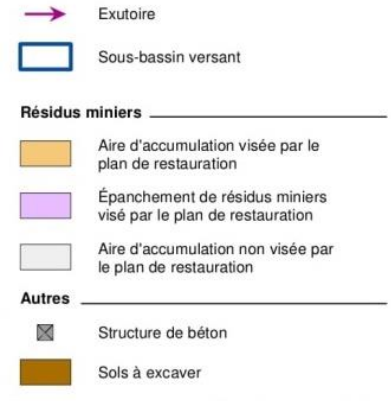 Exutoire
Sous-bassin versant
Résidus miniers
Aire d'accumulation visée par le
plan de restauration
Épanchement de résidus miniers
visé par le plan de restauration
Aire d'accumulation non visée par
le plan de restauration
Autres
Structure de béton
Sols à excaver